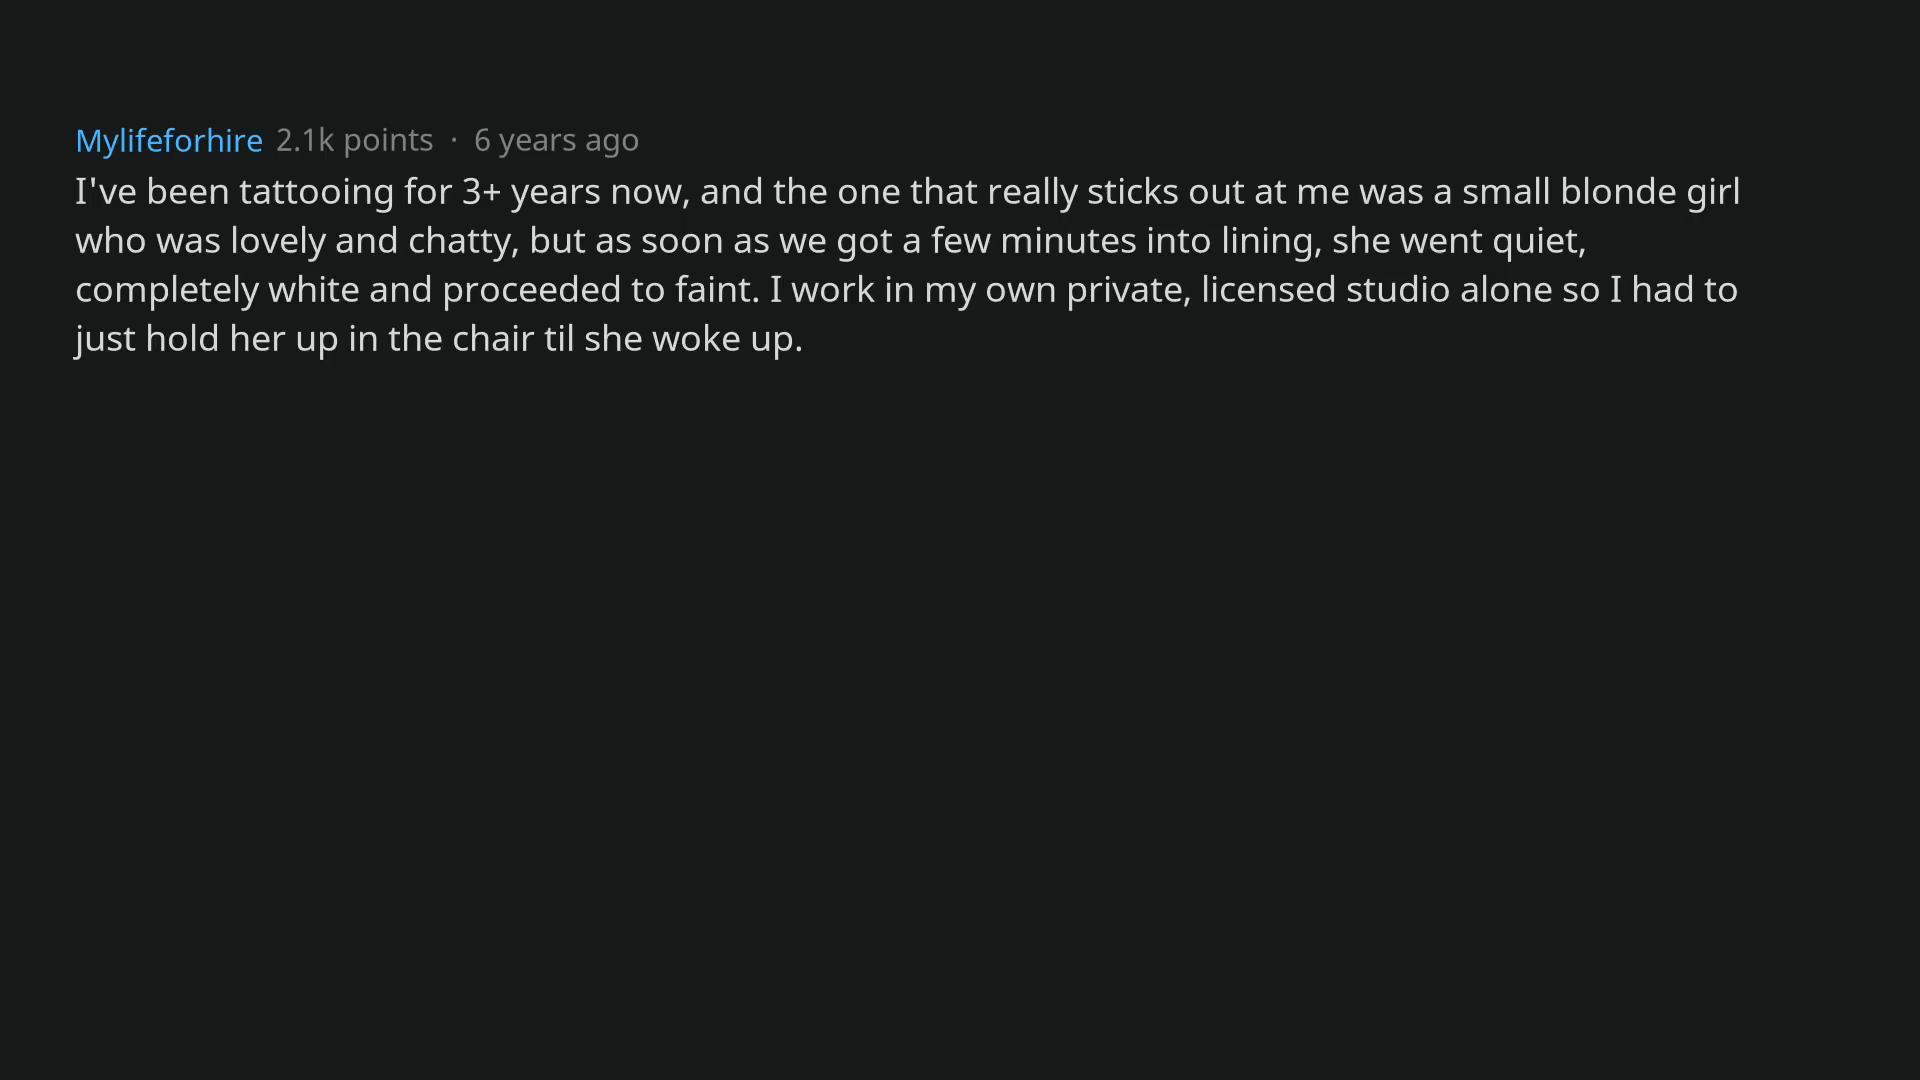 Mylifeforhire 2.1k points · 6 years ago
I've been tattooing for 3+ years now, and the one that really sticks out at me was a small blonde girl
who was lovely and chatty, but as soon as we got a few minutes into lining, she went quiet,
completely white and proceeded to faint. I work in my own private, licensed studio alone so I had to
just hold her up in the chair til she woke up.